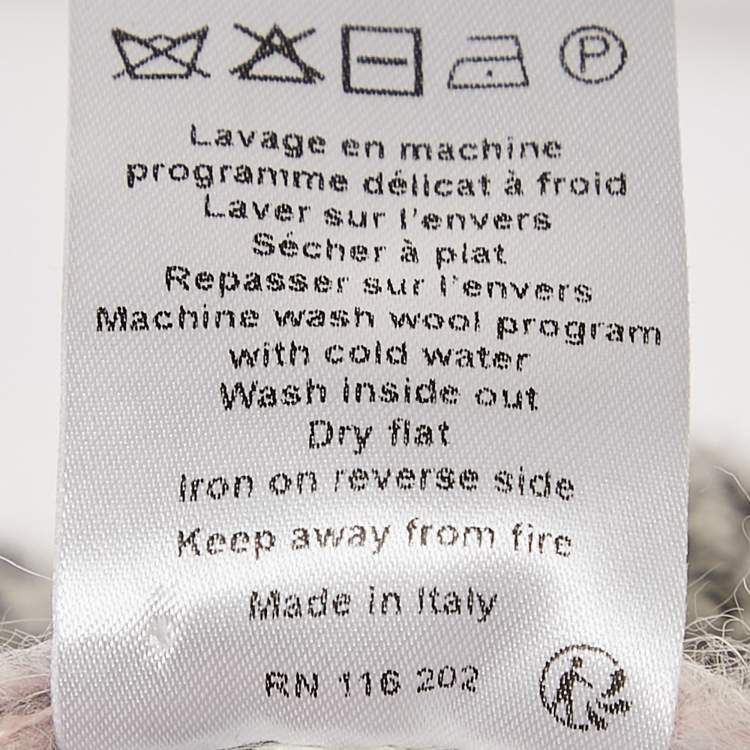 P
Lavage en machine
programme délicat à froid
Laver sur l'envers
Sécher à plat
Repasser sur l'envers
Machine wash wool program
with cold water
Wash inside out
Dry flat
Iron on reverse side
Keep away from fire
Made in Italy
RN 116 202